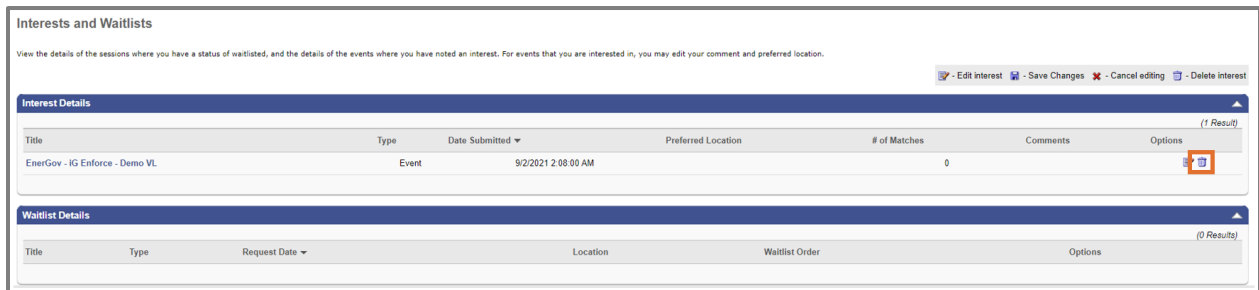 Interests and Waitlists
View the details of the sessions where you have a status of waitlisted, and the details of the events where you have noted an interest. For events that you are interested in, you may edit your comment and preferred location.
- Edit interest - Save Changes - Cancel editing - Delete interest
Interest Details
(1 Result)
Title Type Date Submitted Preferred Location # of Matches Comments Options
EnerGov - iG Enforce - Demo VL Event 9/2/2021 2:08:00 AM 0
Waitlist Details
(0 Results)
Title Type Request Date Location Waitlist Order Options